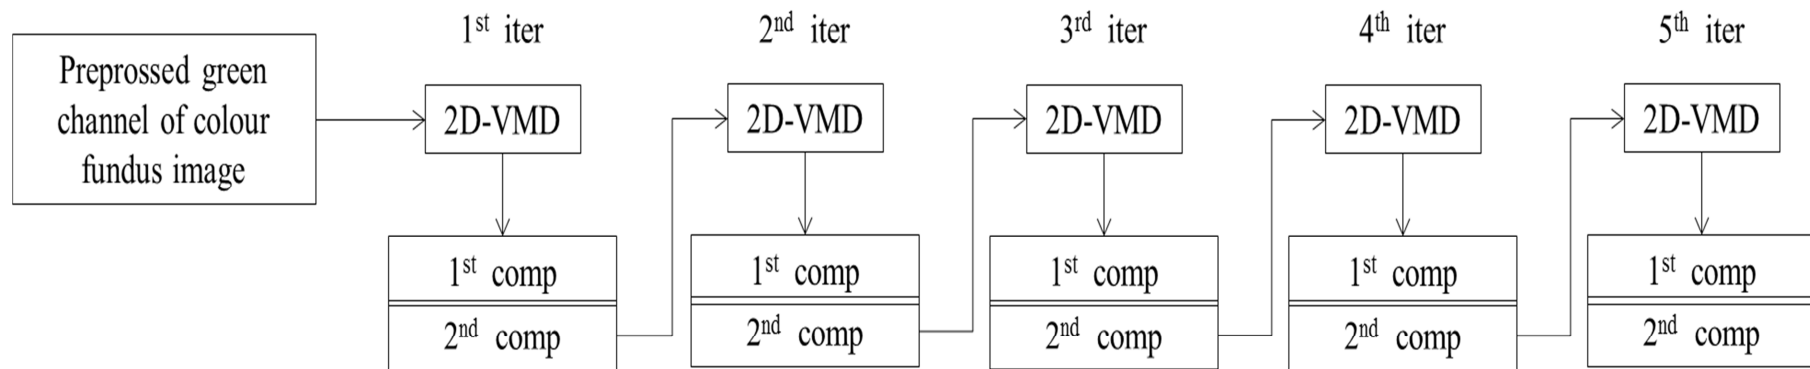 1st iter
2nd iter
3rd iter
4th iter
5th iter
Preprossed green
channel of colour
fundus image
2D-VMD
2D-VMD
2D-VMD
2D-VMD
2D-VMD
1st comp
1st comp
1st comp
1st comp
1st comp
2nd comp
2nd comp
2nd comp
2nd comp
2nd comp